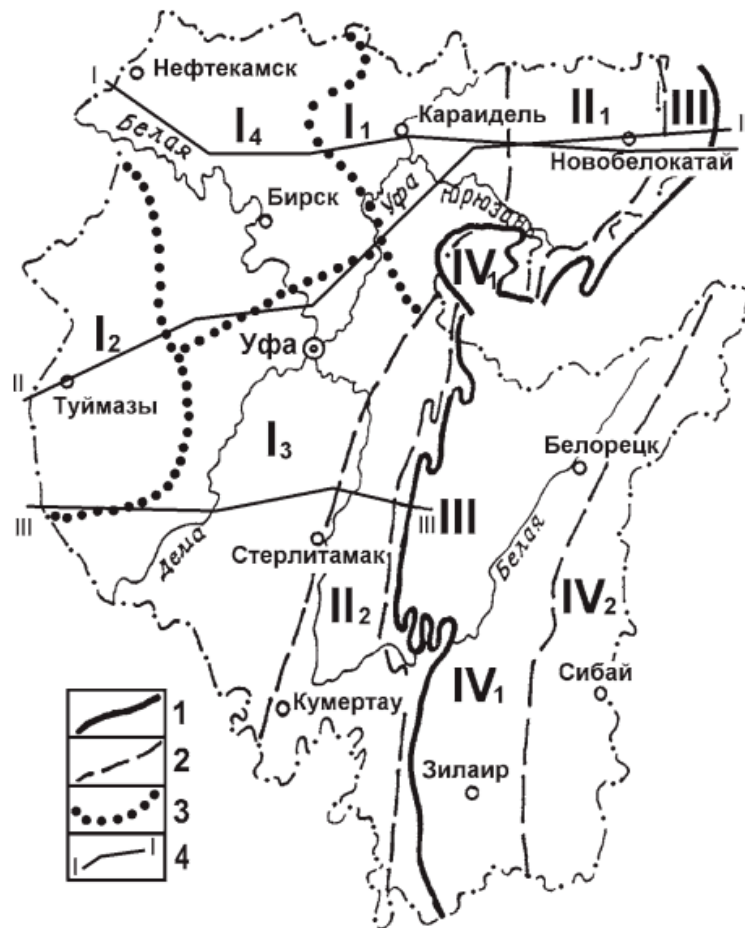 I
Нефтекамск
I4
I1
Караидель
II1
III
I
Белая
Новобелокатай
Бирск
Уфа
Юрюзань
IV1
I2
Уфа
II
Туймазы
I3
Белорецк
III
III
III
Дема
Стерлитамак
Белая
II2
IV2
Кумертау
IV1
Сибай
Зилаир
1
2
3
I I 4